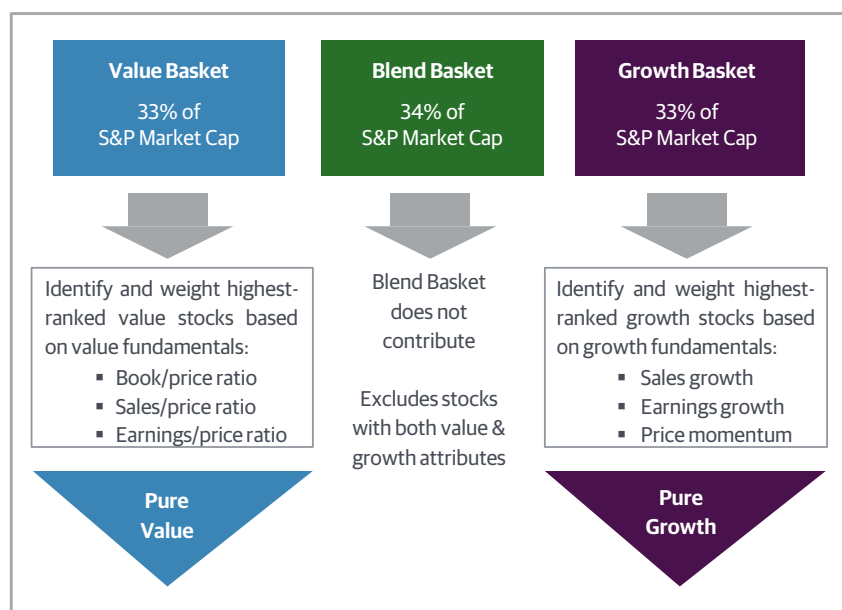 Value Basket
33% of
S&P Market Cap
Blend Basket
34% of
S&P Market Cap
Growth Basket
33% of
S&P Market Cap
Identify and weight highest-
ranked value stocks based
on value fundamentals:
▪ Book/price ratio
▪ Sales/price ratio
▪ Earnings/price ratio
Blend Basket
does not
contribute
Excludes stocks
with both value &
growth attributes
Identify and weight highest-
ranked growth stocks based
on growth fundamentals:
▪ Sales growth
▪ Earnings growth
▪ Price momentum
Pure
Value
Pure
Growth